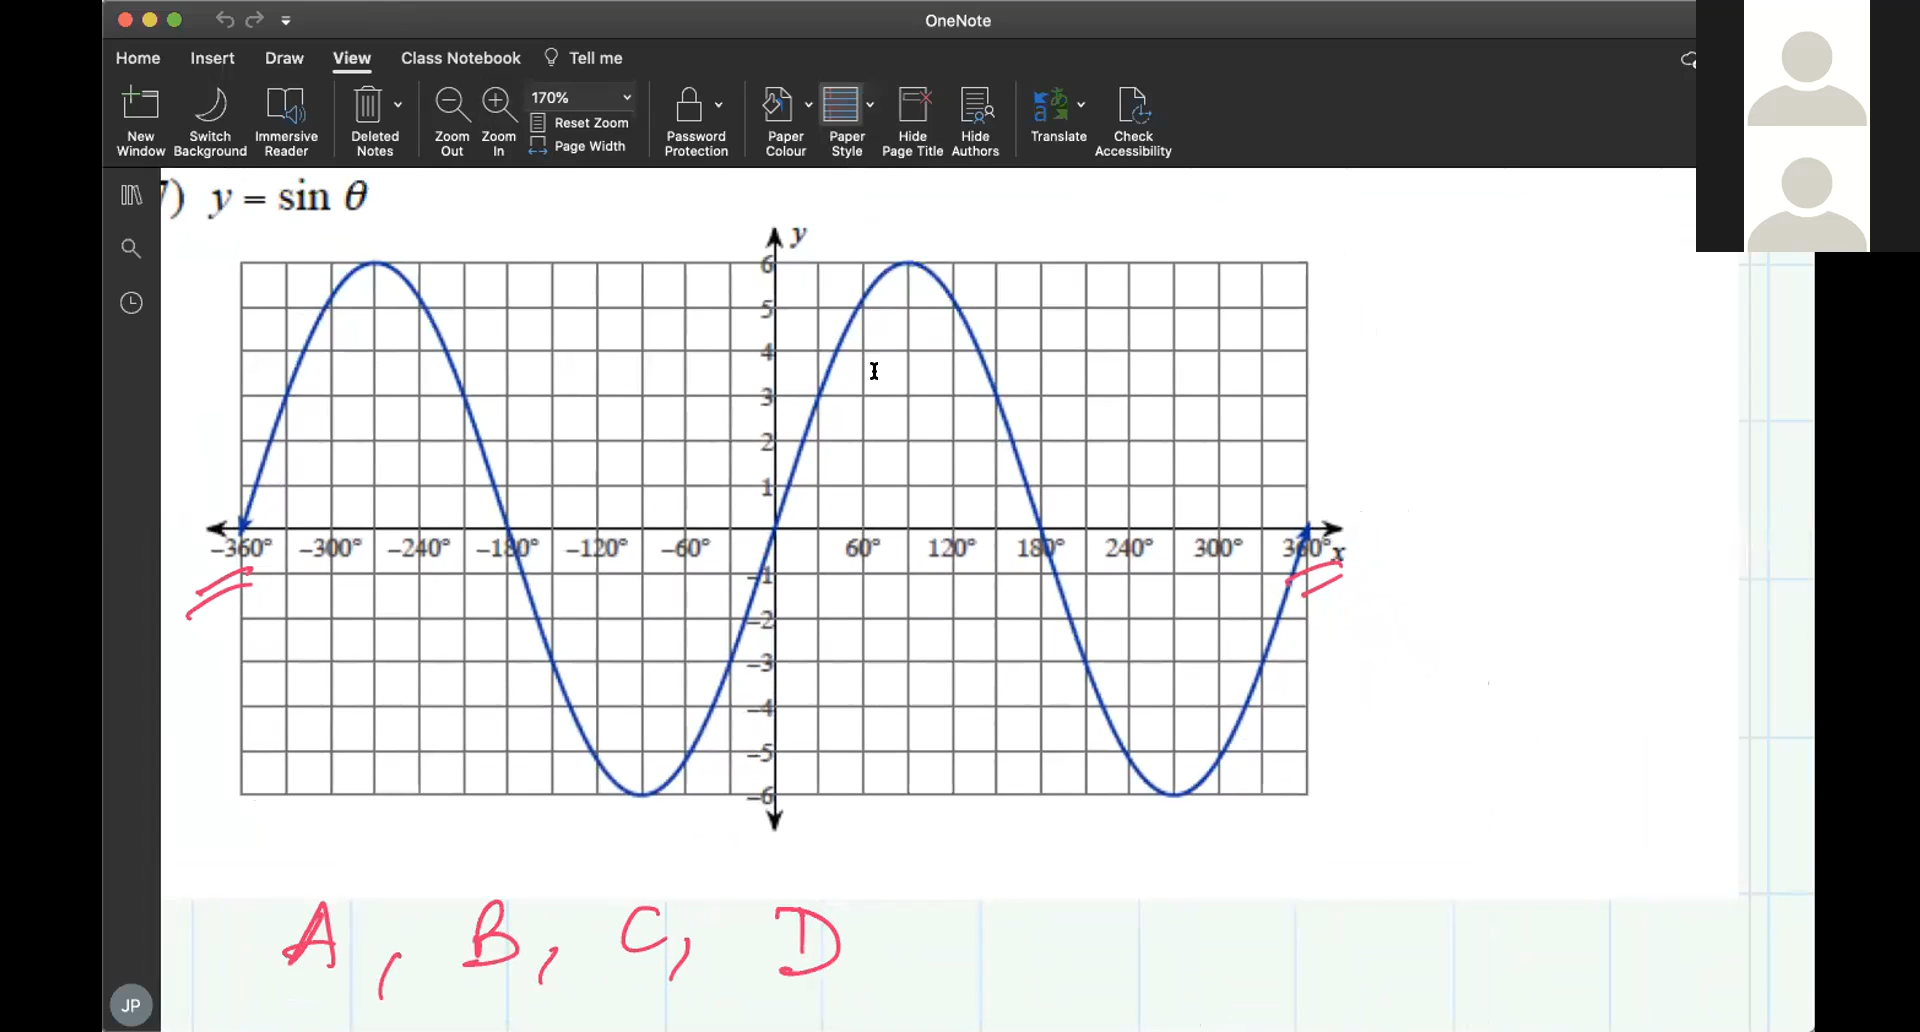 OneNote
Home Insert Draw View Class Notebook Tell me
New Window
Switch Background
Immersive Reader
Deleted Notes
Zoom Out
Zoom In
170%
Reset Zoom
Page Width
Password Protection
Paper Colour
Paper Style
Hide Page Title
Hide Authors
Translate
Check Accessibility
7) y = sin θ
y
6
5
4
3
2
1
–360° –300° –240° –180° –120° –60° 60° 120° 180° 240° 300° 360° x
–1
–2
–3
–4
–5
–6
A, B, C, D
JP